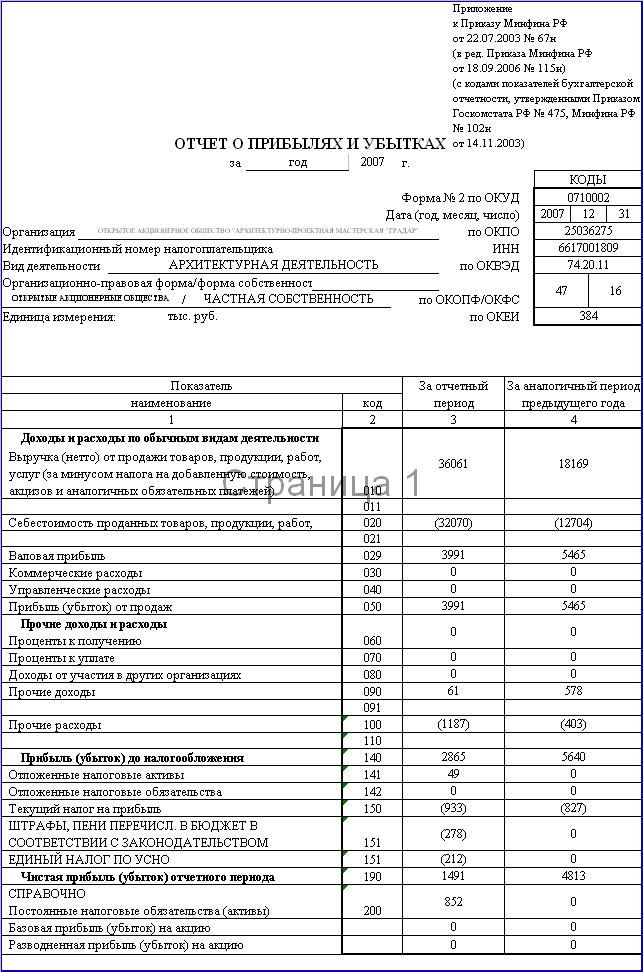 Приложение
к Приказу Минфина РФ
от 22.07.2003 № 67н
(в ред. Приказа Минфина РФ
от 18.09.2006 № 115н)
(с кодами показателей бухгалтерской
отчетности, утвержденными Приказом
Госкомстата РФ № 475, Минфина РФ
№ 102н
от 14.11.2003)
ОТЧЕТ О ПРИБЫЛЯХ И УБЫТКАХ
за год 2007 г.
КОДЫ
Форма № 2 по ОКУД 0710002
Дата (год, месяц, число) 2007 12 31
Организация ОТКРЫТОЕ АКЦИОНЕРНОЕ ОБЩЕСТВО "АРХИТЕКТУРНО-ПРОЕКТНАЯ МАСТЕРСКАЯ "ГРАДАР" по ОКПО 25036275
Идентификационный номер налогоплательщика ИНН 6617001809
Вид деятельности АРХИТЕКТУРНАЯ ДЕЯТЕЛЬНОСТЬ по ОКВЭД 74.20.11
Организационно-правовая форма/форма собственност
ОТКРЫТЫЕ АКЦИОНЕРНЫЕ ОБЩЕСТВА / ЧАСТНАЯ СОБСТВЕННОСТЬ по ОКОПФ/ОКФС 47 16
Единица измерения: тыс. руб. по ОКЕИ 384
Показатель За отчетный За аналогичный период
наименование код период предыдущего года
1 2 3 4
Доходы и расходы по обычным видам деятельности
Выручка (нетто) от продажи товаров, продукции, работ, 36061 18169
услуг (за минусом налога на добавленную стоимость,
акцизов и аналогичных обязательных платежей) 010
Страница 1
011
Себестоимость проданных товаров, продукции, работ, 020 (32070) (12704)
021
Валовая прибыль 029 3991 5465
Коммерческие расходы 030 0 0
Управленческие расходы 040 0 0
Прибыль (убыток) от продаж 050 3991 5465
Прочие доходы и расходы
Проценты к получению 060 0 0
Проценты к уплате 070 0 0
Доходы от участия в других организациях 080 0 0
Прочие доходы 090 61 578
091
Прочие расходы 100 (1187) (403)
110
Прибыль (убыток) до налогообложения 140 2865 5640
Отложенные налоговые активы 141 49 0
Отложенные налоговые обязательства 142 0 0
Текущий налог на прибыль 150 (933) (827)
ШТРАФЫ, ПЕНИ ПЕРЕЧИСЛ. В БЮДЖЕТ В
СООТВЕТСТВИИ С ЗАКОНОДАТЕЛЬСТВОМ 151 (278) 0
ЕДИНЫЙ НАЛОГ ПО УСНО 151 (212) 0
Чистая прибыль (убыток) отчетного периода 190 1491 4813
СПРАВОЧНО
Постоянные налоговые обязательства (активы) 200 852 0
Базовая прибыль (убыток) на акцию 0 0
Разводненная прибыль (убыток) на акцию 0 0